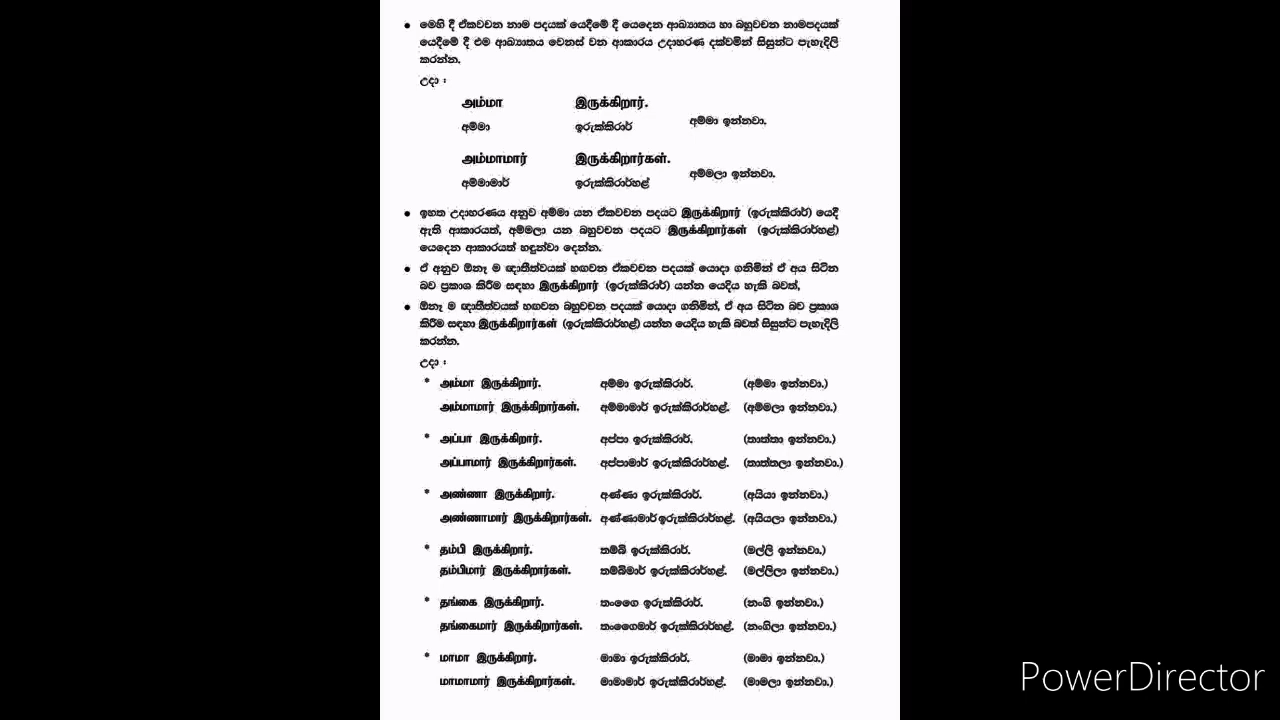 • මෙහි දී ඒකවචන නාම පදයක් යෙදීමේ දී යෙදෙන ආඛ්‍යාතය හා බහුවචන නාමපදයක්
යෙදීමේ දී එම ආඛ්‍යාතය වෙනස් වන ආකාරය උදාහරණ දක්වමින් සිසුන්ට පැහැදිලි
කරන්න.
උදා :
அம்மா இருக்கிறார்.
අම්මා ඉරුක්කිරාර් අම්මා ඉන්නවා.
அம்மாமார் இருக்கிறார்கள்.
අම්මාමාර් ඉරුක්කිරාර්හළ් අම්මලා ඉන්නවා.
• ඉහත උදාහරණය අනුව අම්මා යන ඒකවචන පදයට இருக்கிறார் (ඉරුක්කිරාර්) යෙදී
ඇති ආකාරයත්, අම්මලා යන බහුවචන පදයට இருக்கிறார்கள் (ඉරුක්කිරාර්හළ්)
යෙදෙන ආකාරයත් හඳුන්වා දෙන්න.
• ඒ අනුව ඕනෑ ම ඥාතීත්වයක් හඟවන ඒකවචන පදයක් යොදා ගනිමින් ඒ අය සිටින
බව ප්‍රකාශ කිරීම සඳහා இருக்கிறார் (ඉරුක්කිරාර්) යන්න යෙදිය හැකි බවත්,
• ඕනෑ ම ඥාතීත්වයක් හඟවන බහුවචන පදයක් යොදා ගනිමින්, ඒ අය සිටින බව ප්‍රකාශ
කිරීම සඳහා இருக்கிறார்கள் (ඉරුක්කිරාර්හළ්) යන්න යෙදිය හැකි බවත් සිසුන්ට පැහැදිලි
කරන්න.
උදා :
* அம்மா இருக்கிறார். අම්මා ඉරුක්කිරාර්. (අම්මා ඉන්නවා.)
அம்மாமார் இருக்கிறார்கள். අම්මාමාර් ඉරුක්කිරාර්හළ්. (අම්මලා ඉන්නවා.)
* அப்பா இருக்கிறார். අප්පා ඉරුක්කිරාර්. (තාත්තා ඉන්නවා.)
அப்பாமார் இருக்கிறார்கள். අප්පාමාර් ඉරුක්කිරාර්හළ්. (තාත්තලා ඉන්නවා.)
* அண்ணா இருக்கிறார். අණ්ණා ඉරුක්කිරාර්. (අයියා ඉන්නවා.)
அண்ணாமார் இருக்கிறார்கள். අණ්ණාමාර් ඉරුක්කිරාර්හළ්. (අයියලා ඉන්නවා.)
* தம்பி இருக்கிறார். තම්බි ඉරුක්කිරාර්. (මල්ලි ඉන්නවා.)
தம்பிமார் இருக்கிறார்கள். තම්බිමාර් ඉරුක්කිරාර්හළ්. (මල්ලිලා ඉන්නවා.)
* தங்கை இருக்கிறார். තංගෛ ඉරුක්කිරාර්. (නංගි ඉන්නවා.)
தங்கைமார் இருக்கிறார்கள். තංගෛමාර් ඉරුක්කිරාර්හළ්. (නංගිලා ඉන්නවා.)
* மாமா இருக்கிறார். මාමා ඉරුක්කිරාර්. (මාමා ඉන්නවා.)
மாமாமார் இருக்கிறார்கள். මාමාමාර් ඉරුක්කිරාර්හළ්. (මාමලා ඉන්නවා.)
PowerDirector